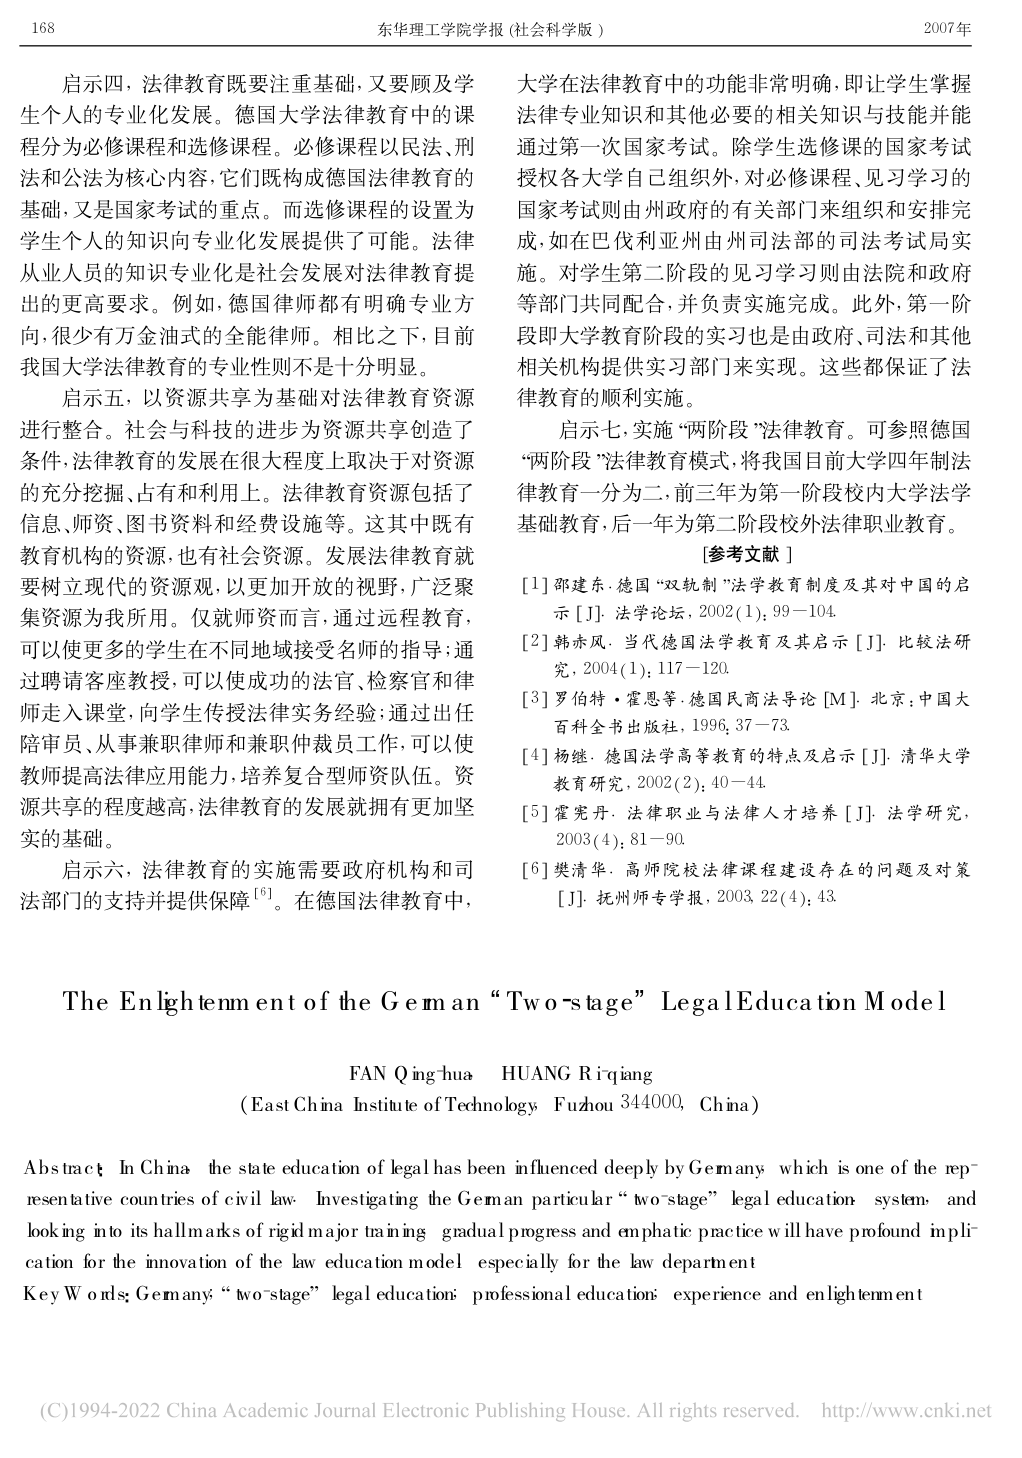 168
东华理工学院学报(社会科学版)
2007年
启示四,法律教育既要注重基础,又要顾及学
生个人的专业化发展。德国大学法律教育中的课
程分为必修课程和选修课程。必修课程以民法、刑
法和公法为核心内容,它们既构成德国法律教育的
基础,又是国家考试的重点。而选修课程的设置为
学生个人的知识向专业化发展提供了可能。法律
从业人员的知识专业化是社会发展对法律教育提
出的更高要求。例如,德国律师都有明确专业方
向,很少有万金油式的全能律师。相比之下,目前
我国大学法律教育的专业性则不是十分明显。
启示五,以资源共享为基础对法律教育资源
进行整合。社会与科技的进步为资源共享创造了
条件,法律教育的发展在很大程度上取决于对资源
的充分挖掘、占有和利用上。法律教育资源包括了
信息、师资、图书资料和经费设施等。这其中既有
教育机构的资源,也有社会资源。发展法律教育就
要树立现代的资源观,以更加开放的视野,广泛聚
集资源为我所用。仅就师资而言,通过远程教育,
可以使更多的学生在不同地域接受名师的指导;通
过聘请客座教授,可以使成功的法官、检察官和律
师走入课堂,向学生传授法律实务经验;通过出任
陪审员、从事兼职律师和兼职仲裁员工作,可以使
教师提高法律应用能力,培养复合型师资队伍。资
源共享的程度越高,法律教育的发展就拥有更加坚
实的基础。
启示六,法律教育的实施需要政府机构和司
法部门的支持并提供保障[6]。在德国法律教育中,
大学在法律教育中的功能非常明确,即让学生掌握
法律专业知识和其他必要的相关知识与技能并能
通过第一次国家考试。除学生选修课的国家考试
授权各大学自己组织外,对必修课程、见习学习的
国家考试则由州政府的有关部门来组织和安排完
成,如在巴伐利亚州由州司法部的司法考试局实
施。对学生第二阶段的见习学习则由法院和政府
等部门共同配合,并负责实施完成。此外,第一阶
段即大学教育阶段的实习也是由政府、司法和其他
相关机构提供实习部门来实现。这些都保证了法
律教育的顺利实施。
启示七,实施“两阶段”法律教育。可参照德国
“两阶段”法律教育模式,将我国目前大学四年制法
律教育一分为二,前三年为第一阶段校内大学法学
基础教育,后一年为第二阶段校外法律职业教育。
[参考文献]
[1]邵建东.德国“双轨制”法学教育制度及其对中国的启
示[J].法学论坛,2002(1):99-104.
[2]韩赤风.当代德国法学教育及其启示[J].比较法研
究,2004(1):117-120.
[3]罗伯特·霍恩等.德国民商法导论[M].北京:中国大
百科全书出版社,1996,37-73.
[4]杨继.德国法学高等教育的特点及启示[J].清华大学
教育研究,2002(2):40-44.
[5]霍宪丹.法律职业与法律人才培养[J].法学研究,
2003(4):81-90.
[6]樊清华.高师院校法律课程建设存在的问题及对策
[J].抚州师专学报,2003,22(4):43.
The Enlightenment of the German “Two-stage” Legal Education Model
FAN Qing-hua, HUANG Ri-qiang
(East China Institute of Technology, Fuzhou 344000, China)
Abstract: In China, the state education of legal has been influenced deeply by Germany, which is one of the rep-
resentative countries of civil law. Investigating the German particular “two-stage” legal education system, and
looking into its hallmarks of rigid major training, gradual progress and emphatic practice will have profound impli-
cation for the innovation of the law education model especially for the law department.
Key Words: Germany; “two-stage” legal education; professional education; experience and enlightenment
(C)1994-2022 China Academic Journal Electronic Publishing House. All rights reserved. http://www.cnki.net